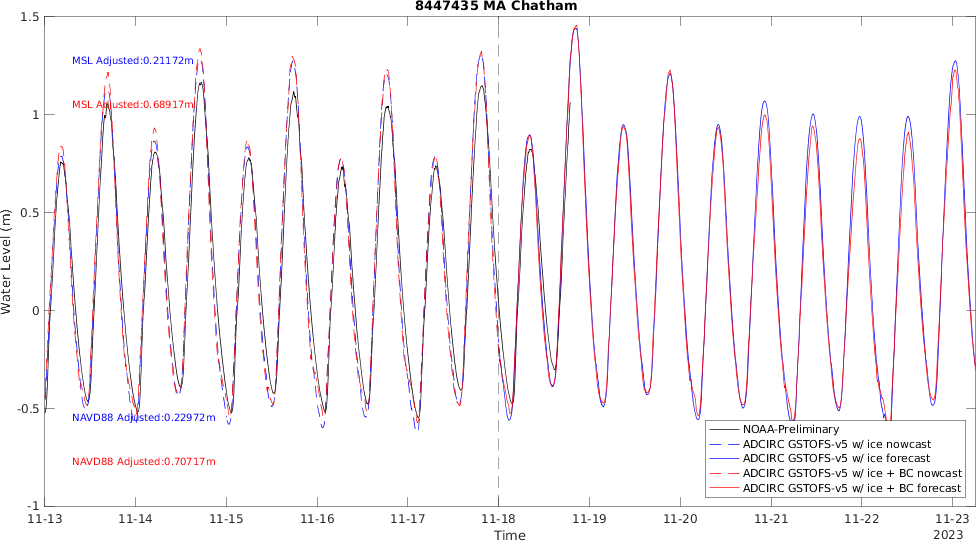 8447435 MA Chatham
1.5
MSL Adjusted:0.21172m
MSL Adjusted:0.68917m
1
0.5
Water Level (m)
0
-0.5
NAVD88 Adjusted:0.22972m
NAVD88 Adjusted:0.70717m
-1
NOAA-Preliminary
ADCIRC GSTOFS-v5 w/ ice nowcast
ADCIRC GSTOFS-v5 w/ ice forecast
ADCIRC GSTOFS-v5 w/ ice + BC nowcast
ADCIRC GSTOFS-v5 w/ ice + BC forecast
11-13 11-14 11-15 11-16 11-17 11-18 11-19 11-20 11-21 11-22 11-23
Time
2023